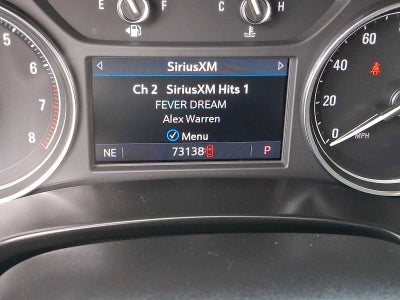 E F C H
SiriusXM
Ch 2 SiriusXM Hits 1
FEVER DREAM
Alex Warren
Menu
NE 73138 P
5
6
7
8
60
40
20
0
MPH